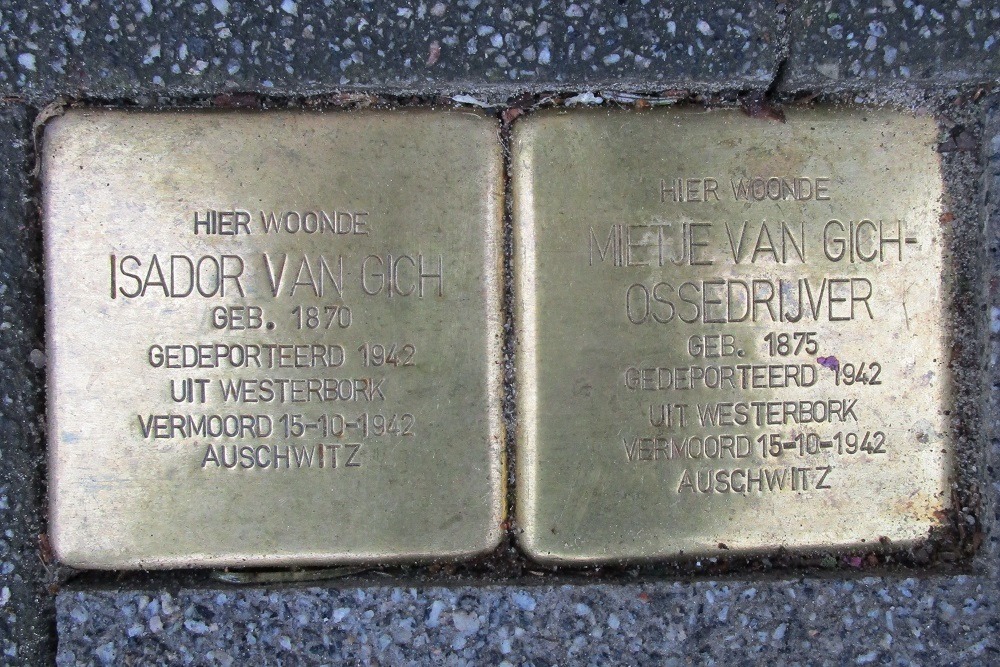 HIER WOONDE
ISADOR VAN GICH
GEB. 1870
GEDEPORTEERD 1942
UIT WESTERBORK
VERMOORD 15-10-1942
AUSCHWITZ
HIER WOONDE
MIETJE VAN GICH-
OSSEDRIJVER
GEB. 1875
GEDEPORTEERD 1942
UIT WESTERBORK
VERMOORD 15-10-1942
AUSCHWITZ